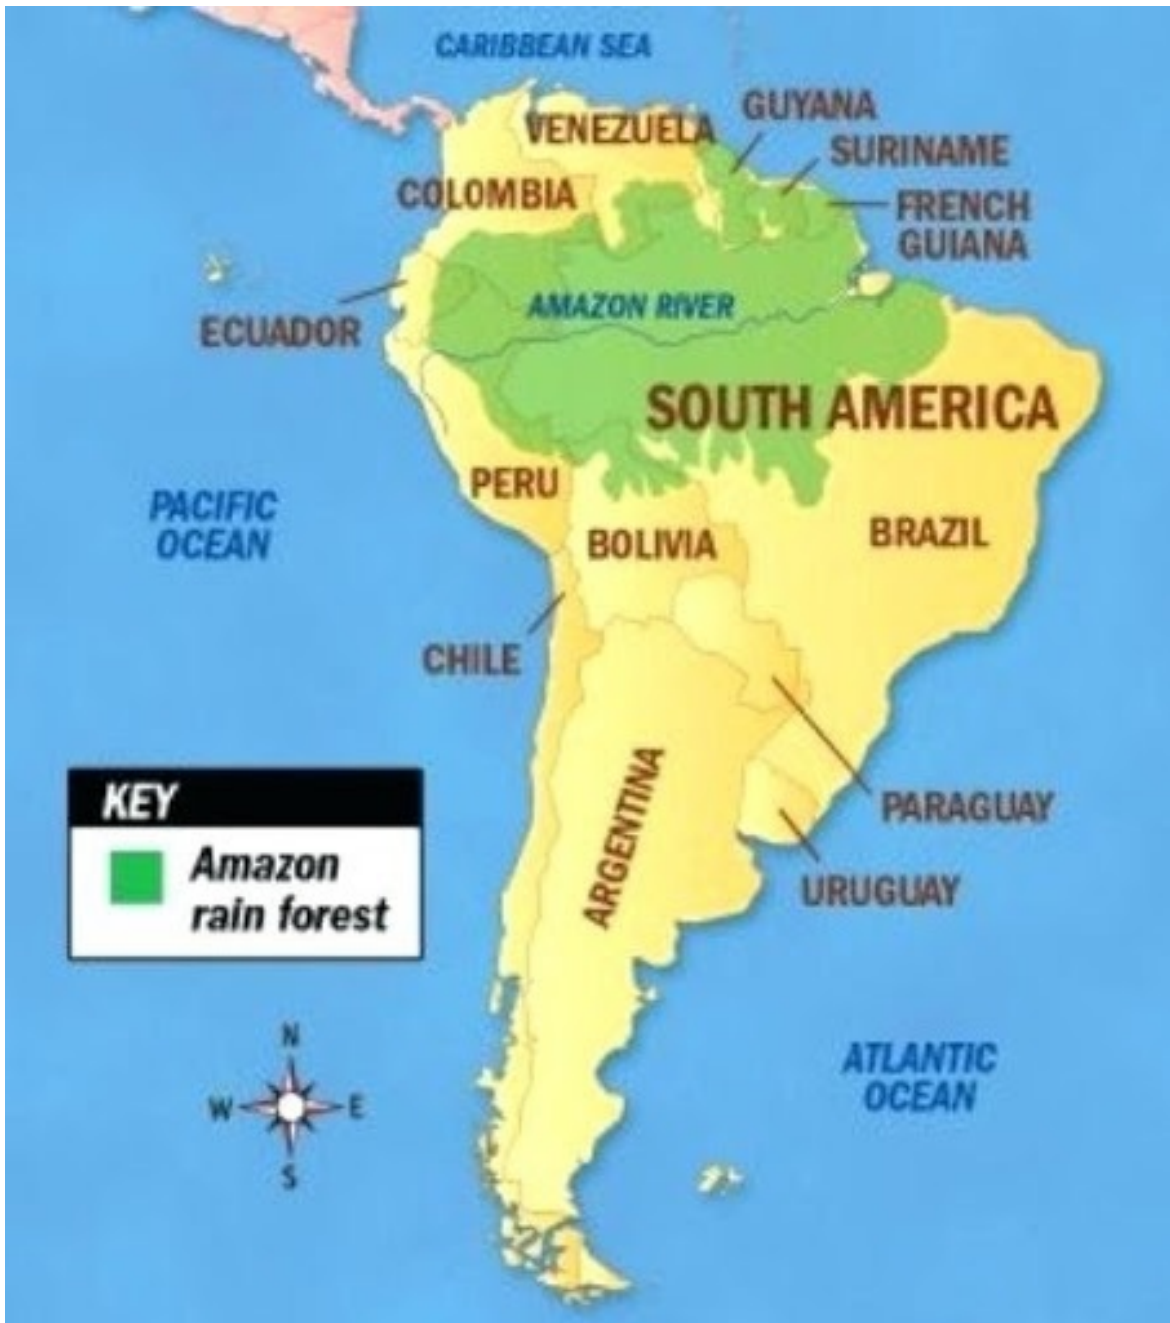 CARIBBEAN SEA
GUYANA
VENEZUELA
SURINAME
COLOMBIA
FRENCH
GUIANA
AMAZON RIVER
ECUADOR
SOUTH AMERICA
PERU
PACIFIC
OCEAN
BRAZIL
BOLIVIA
CHILE
KEY
Amazon
rain forest
ARGENTINA
PARAGUAY
URUGUAY
N
W
E
S
ATLANTIC
OCEAN